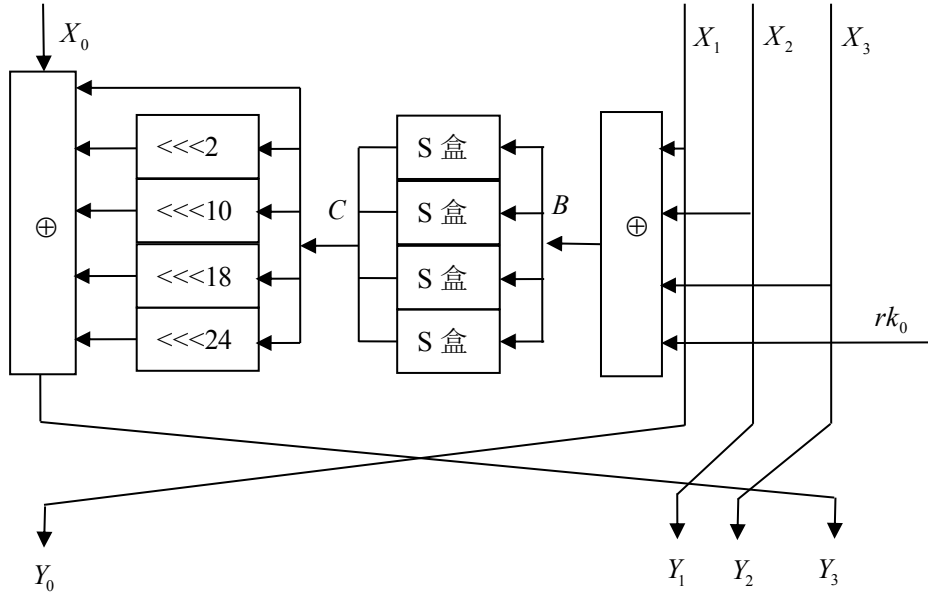 X₀ X₁ X₂ X₃
<<<2 S 盒
<<<10 C S 盒 B
⊕ ⊕
<<<18 S 盒
<<<24 S 盒 rk₀
Y₀ Y₁ Y₂ Y₃